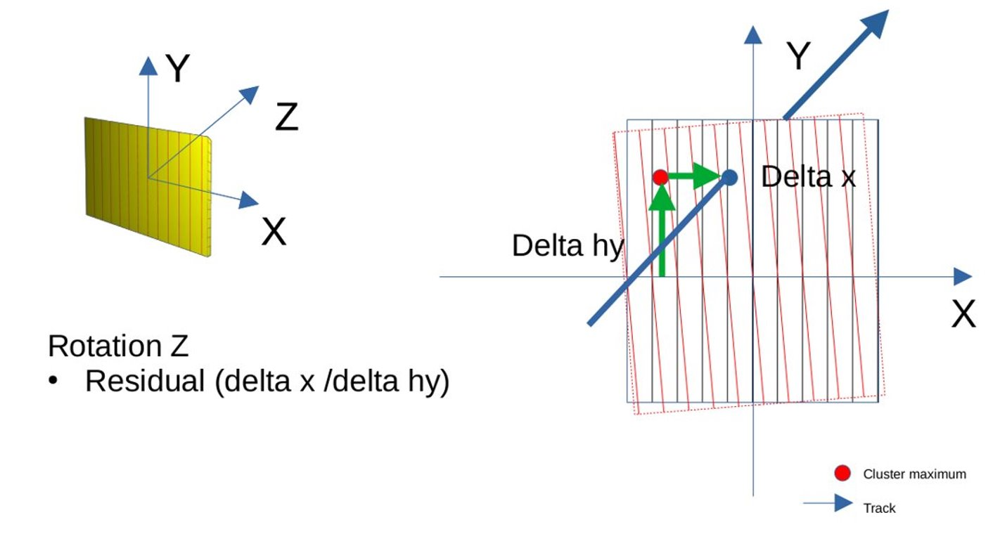 Y
Z
X
Rotation Z
• Residual (delta x /delta hy)
Y
Delta x
Delta hy
X
Cluster maximum
Track